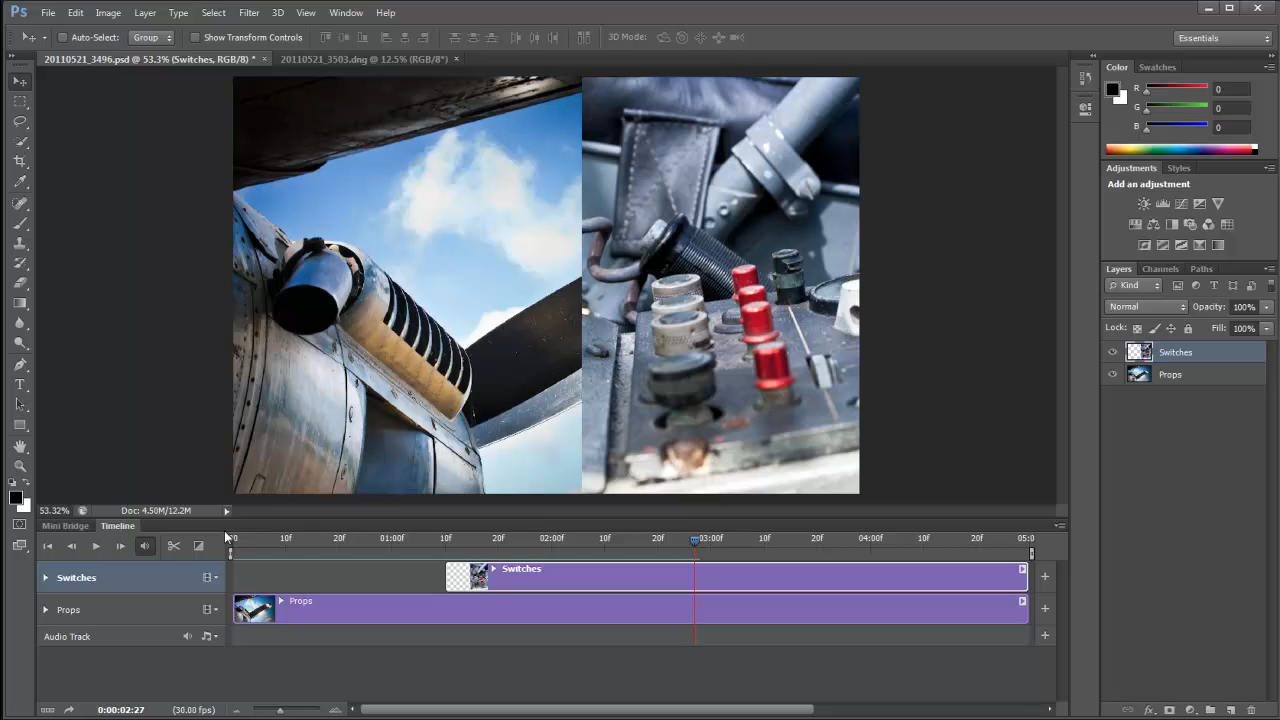 Ps File Edit Image Layer Type Select Filter 3D View Window Help
Auto-Select: Group Show Transform Controls 3D Mode: Essentials
20110521_3496.psd @ 53.3% (Switches, RGB/8) * × 20110521_3503.dng @ 12.5% (RGB/8*) ×
Color Swatches
R 0
G 0
B 0
Adjustments Styles
Add an adjustment
Layers Channels Paths
Kind
Normal Opacity: 100%
Lock: Fill: 100%
Switches
Props
53.32% Doc: 4.50M/12.2M
Mini Bridge Timeline
00 10f 20f 01:00f 10f 20f 02:00f 10f 20f 03:00f 10f 20f 04:00f 10f 20f 05:0
Switches Switches
Props Props
Audio Track
0:00:02:27 (30.00 fps)